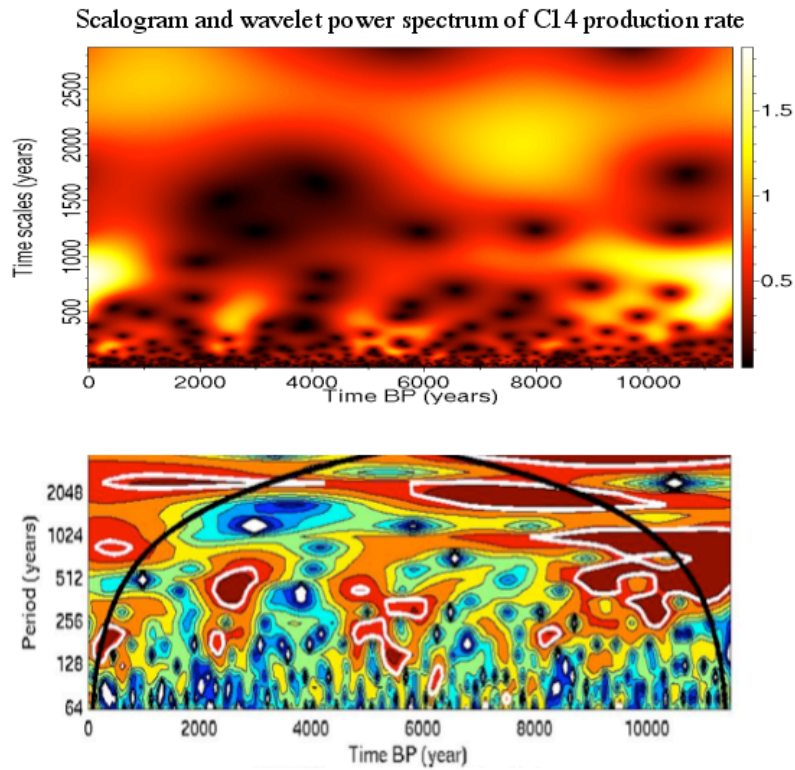 Scalogram and wavelet power spectrum of C14 production rate
Time scales (years)
2500
2000
1500
1000
500
1.5
1
0.5
0 2000 4000 6000 8000 10000
Time BP (years)
Period (years)
2048
1024
512
256
128
64
0 2000 4000 6000 8000 10000
Time BP (year)